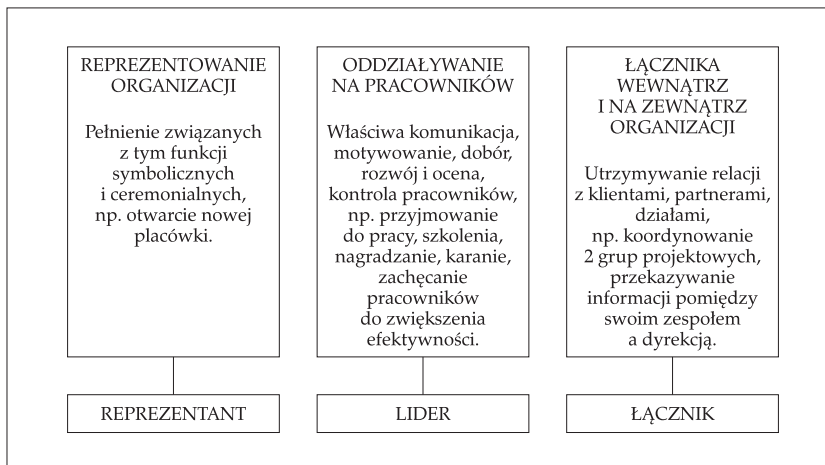 REPREZENTOWANIE
ORGANIZACJI
Pełnienie związanych
z tym funkcji
symbolicznych
i ceremonialnych,
np. otwarcie nowej
placówki.
REPREZENTANT
ODDZIAŁYWANIE
NA PRACOWNIKÓW
Właściwa komunikacja,
motywowanie, dobór,
rozwój i ocena,
kontrola pracowników,
np. przyjmowanie
do pracy, szkolenia,
nagradzanie, karanie,
zachęcanie
pracowników
do zwiększenia
efektywności.
LIDER
ŁĄCZNIKA
WEWNĄTRZ
I NA ZEWNĄTRZ
ORGANIZACJI
Utrzymywanie relacji
z klientami, partnerami,
działami,
np. koordynowanie
2 grup projektowych,
przekazywanie
informacji pomiędzy
swoim zespołem
a dyrekcją.
ŁĄCZNIK